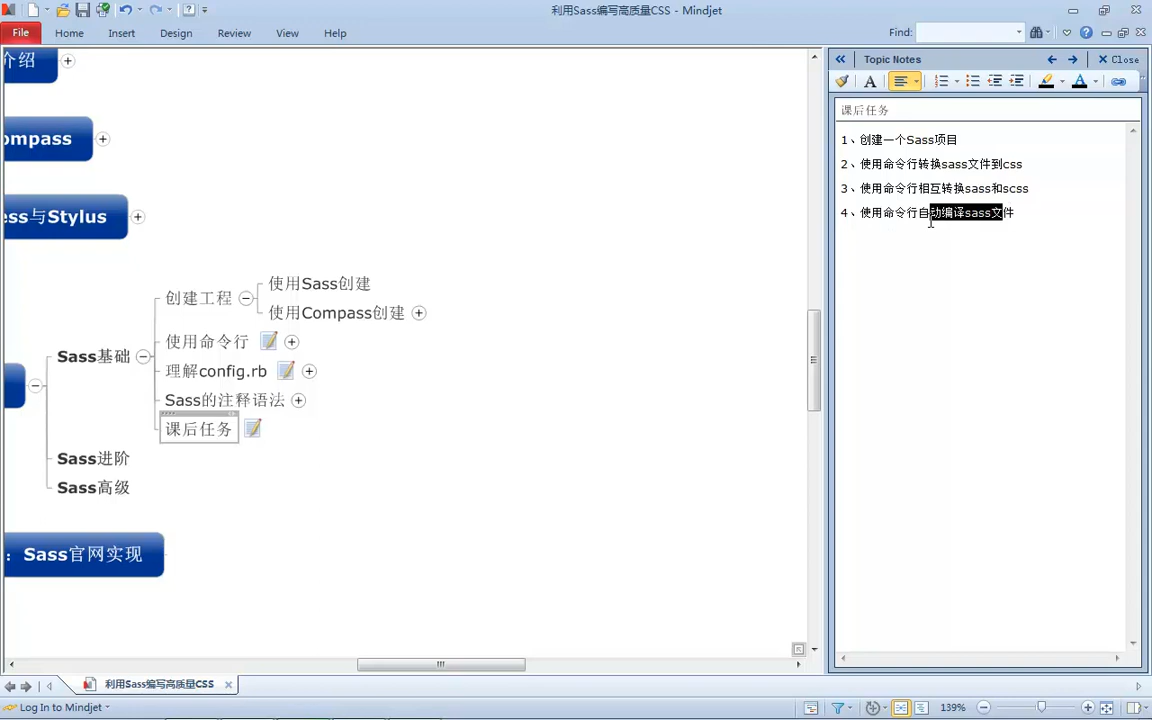 利用Sass编写高质量CSS - Mindjet
File Home Insert Design Review View Help
Find:
介绍
ompass
ess与Stylus
Sass基础
创建工程
使用Sass创建
使用Compass创建
使用命令行
理解config.rb
Sass的注释语法
课后任务
Sass进阶
Sass高级
：Sass官网实现
Topic Notes
Close
课后任务
1、创建一个Sass项目
2、使用命令行转换sass文件到css
3、使用命令行相互转换sass和scss
4、使用命令行自动编译sass文件
利用Sass编写高质量CSS
Log In to Mindjet
139%